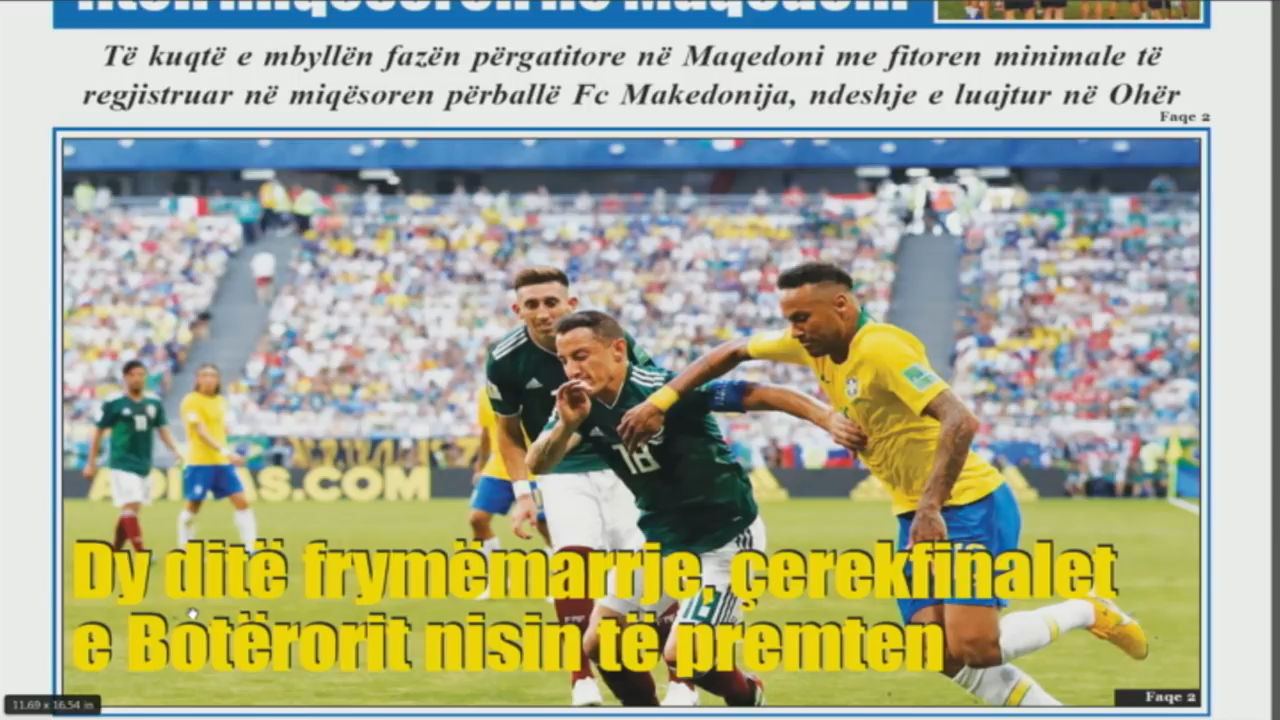 Të kuqtë e mbyllën fazën përgatitore në Maqedoni me fitoren minimale të
regjistruar në miqësoren përballë Fc Makedonija, ndeshje e luajtur në Ohër
Faqe 2
ADIDAS.COM
18
18
Dy ditë frymëmarrje, çerekfinalet
e Botërorit nisin të premten
Faqe 2
11.69 x 16.54 in